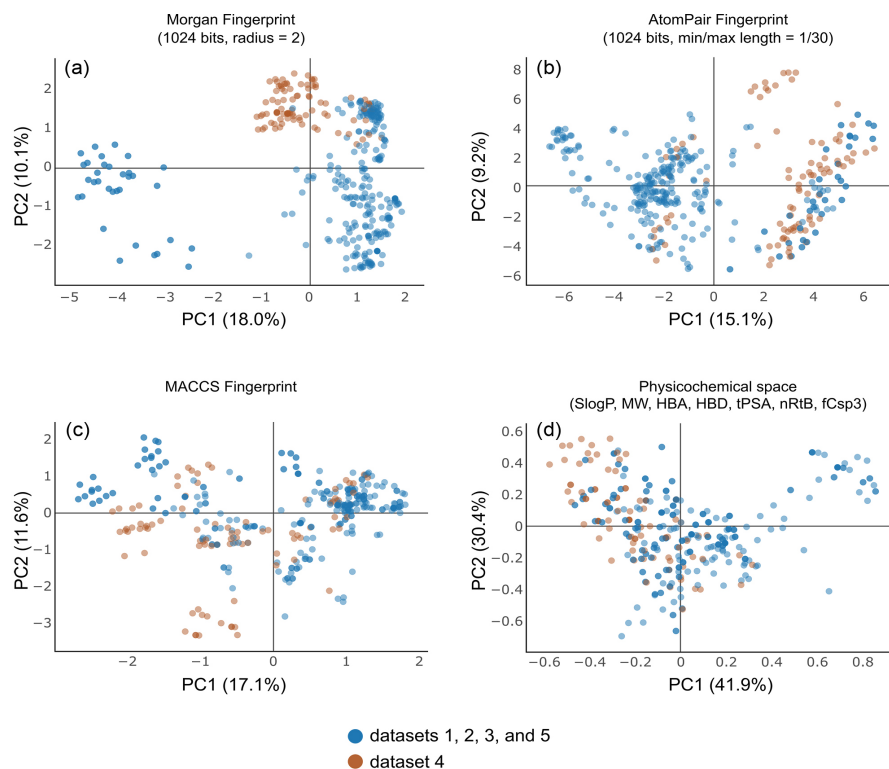 Morgan Fingerprint
(1024 bits, radius = 2)
(a)
2
1
0
−1
−2
PC2 (10.1%)
−5 −4 −3 −2 −1 0 1 2
PC1 (18.0%)
AtomPair Fingerprint
(1024 bits, min/max length = 1/30)
(b)
8
6
4
2
0
−2
−4
−6
PC2 (9.2%)
−6 −4 −2 0 2 4 6
PC1 (15.1%)
MACCS Fingerprint
(c)
2
1
0
−1
−2
−3
PC2 (11.6%)
−2 −1 0 1 2
PC1 (17.1%)
Physicochemical space
(SlogP, MW, HBA, HBD, tPSA, nRtB, fCsp3)
(d)
0.6
0.4
0.2
0
−0.2
−0.4
−0.6
PC2 (30.4%)
−0.6 −0.4 −0.2 0 0.2 0.4 0.6 0.8
PC1 (41.9%)
datasets 1, 2, 3, and 5
dataset 4